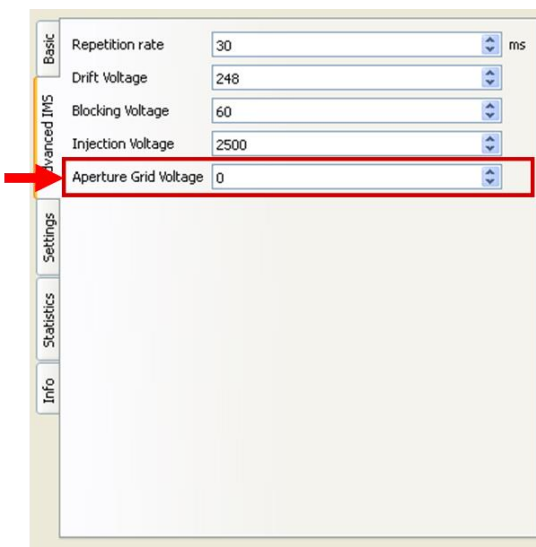 Basic
Advanced IMS
Settings
Statistics
Info
Repetition rate 30 ms
Drift Voltage 248
Blocking Voltage 60
Injection Voltage 2500
Aperture Grid Voltage 0